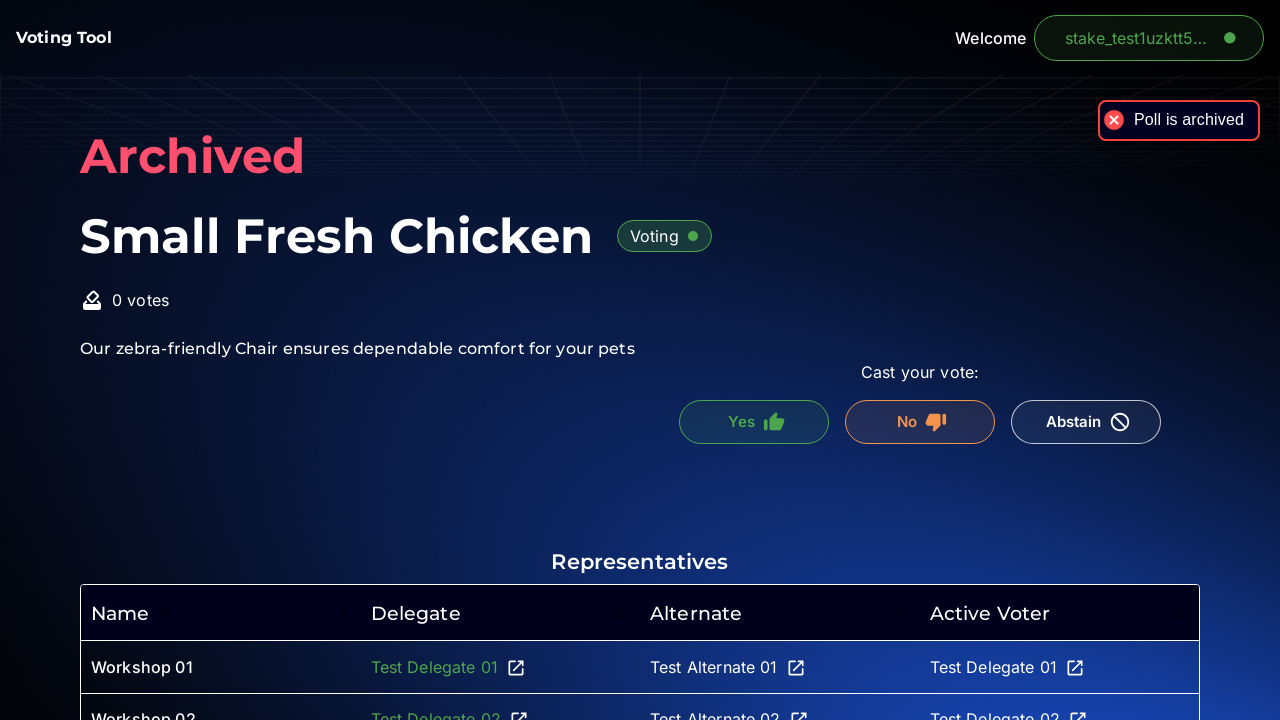 Voting Tool
Welcome
stake_test1uzktt5...
Poll is archived
Archived
Small Fresh Chicken
Voting
0 votes
Our zebra-friendly Chair ensures dependable comfort for your pets
Cast your vote:
Yes
No
Abstain
Representatives
Name Delegate Alternate Active Voter
Workshop 01 Test Delegate 01 Test Alternate 01 Test Delegate 01
Workshop 02 Test Delegate 02 Test Alternate 02 Test Delegate 02